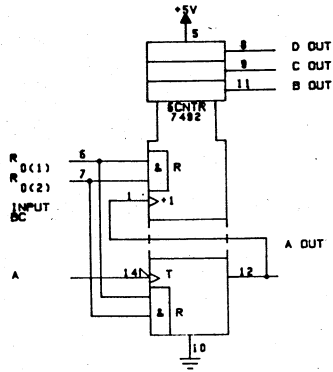 +5V
5
8 D OUT
9 C OUT
11 B OUT
6CNTR
7492
R 0(1) 6
& R
R 0(2) 7
INPUT
BC
1 +1
A OUT
A 14 T 12
& R
10